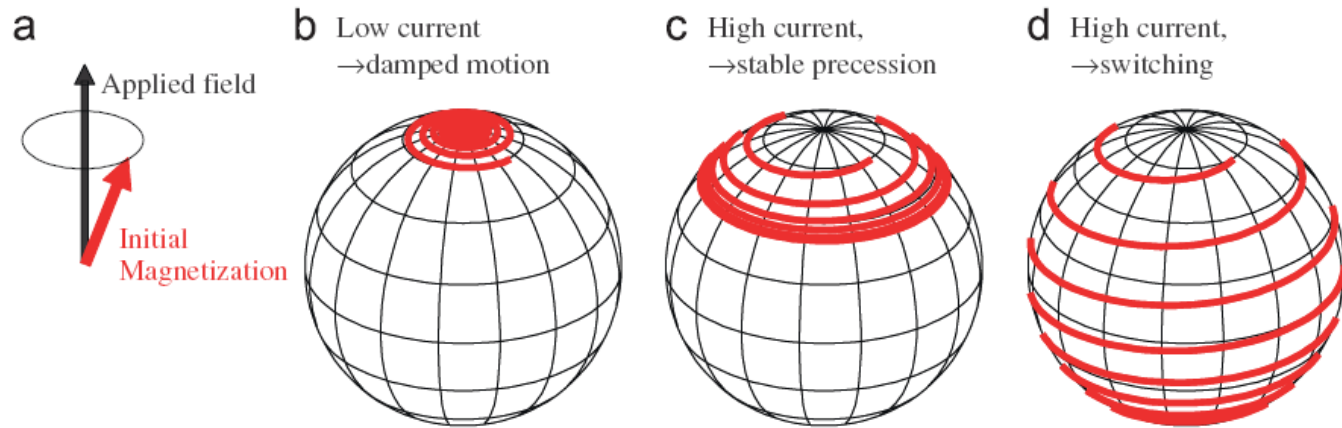 a
Applied field
Initial
Magnetization
b Low current
→damped motion
c High current,
→stable precession
d High current,
→switching